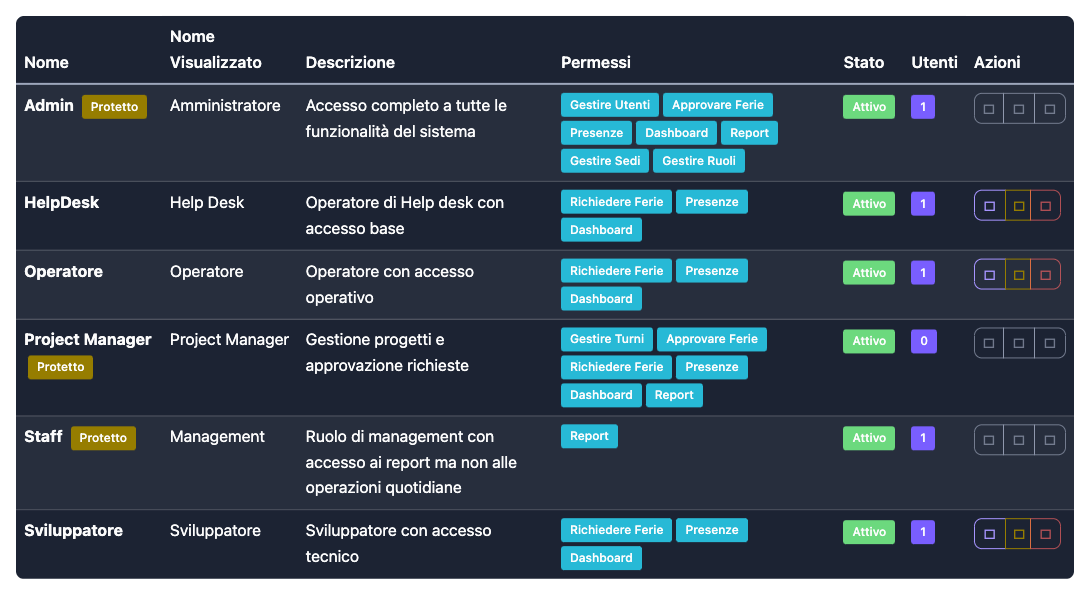 Nome
Nome Visualizzato
Descrizione
Permessi
Stato
Utenti
Azioni
Admin Protetto
Amministratore
Accesso completo a tutte le
funzionalità del sistema
Gestire Utenti Approvare Ferie
Presenze Dashboard Report
Gestire Sedi Gestire Ruoli
Attivo
1
HelpDesk
Help Desk
Operatore di Help desk con
accesso base
Richiedere Ferie Presenze
Dashboard
Attivo
1
Operatore
Operatore
Operatore con accesso
operativo
Richiedere Ferie Presenze
Dashboard
Attivo
1
Project Manager
Protetto
Project Manager
Gestione progetti e
approvazione richieste
Gestire Turni Approvare Ferie
Richiedere Ferie Presenze
Dashboard Report
Attivo
0
Staff Protetto
Management
Ruolo di management con
accesso ai report ma non alle
operazioni quotidiane
Report
Attivo
1
Sviluppatore
Sviluppatore
Sviluppatore con accesso
tecnico
Richiedere Ferie Presenze
Dashboard
Attivo
1